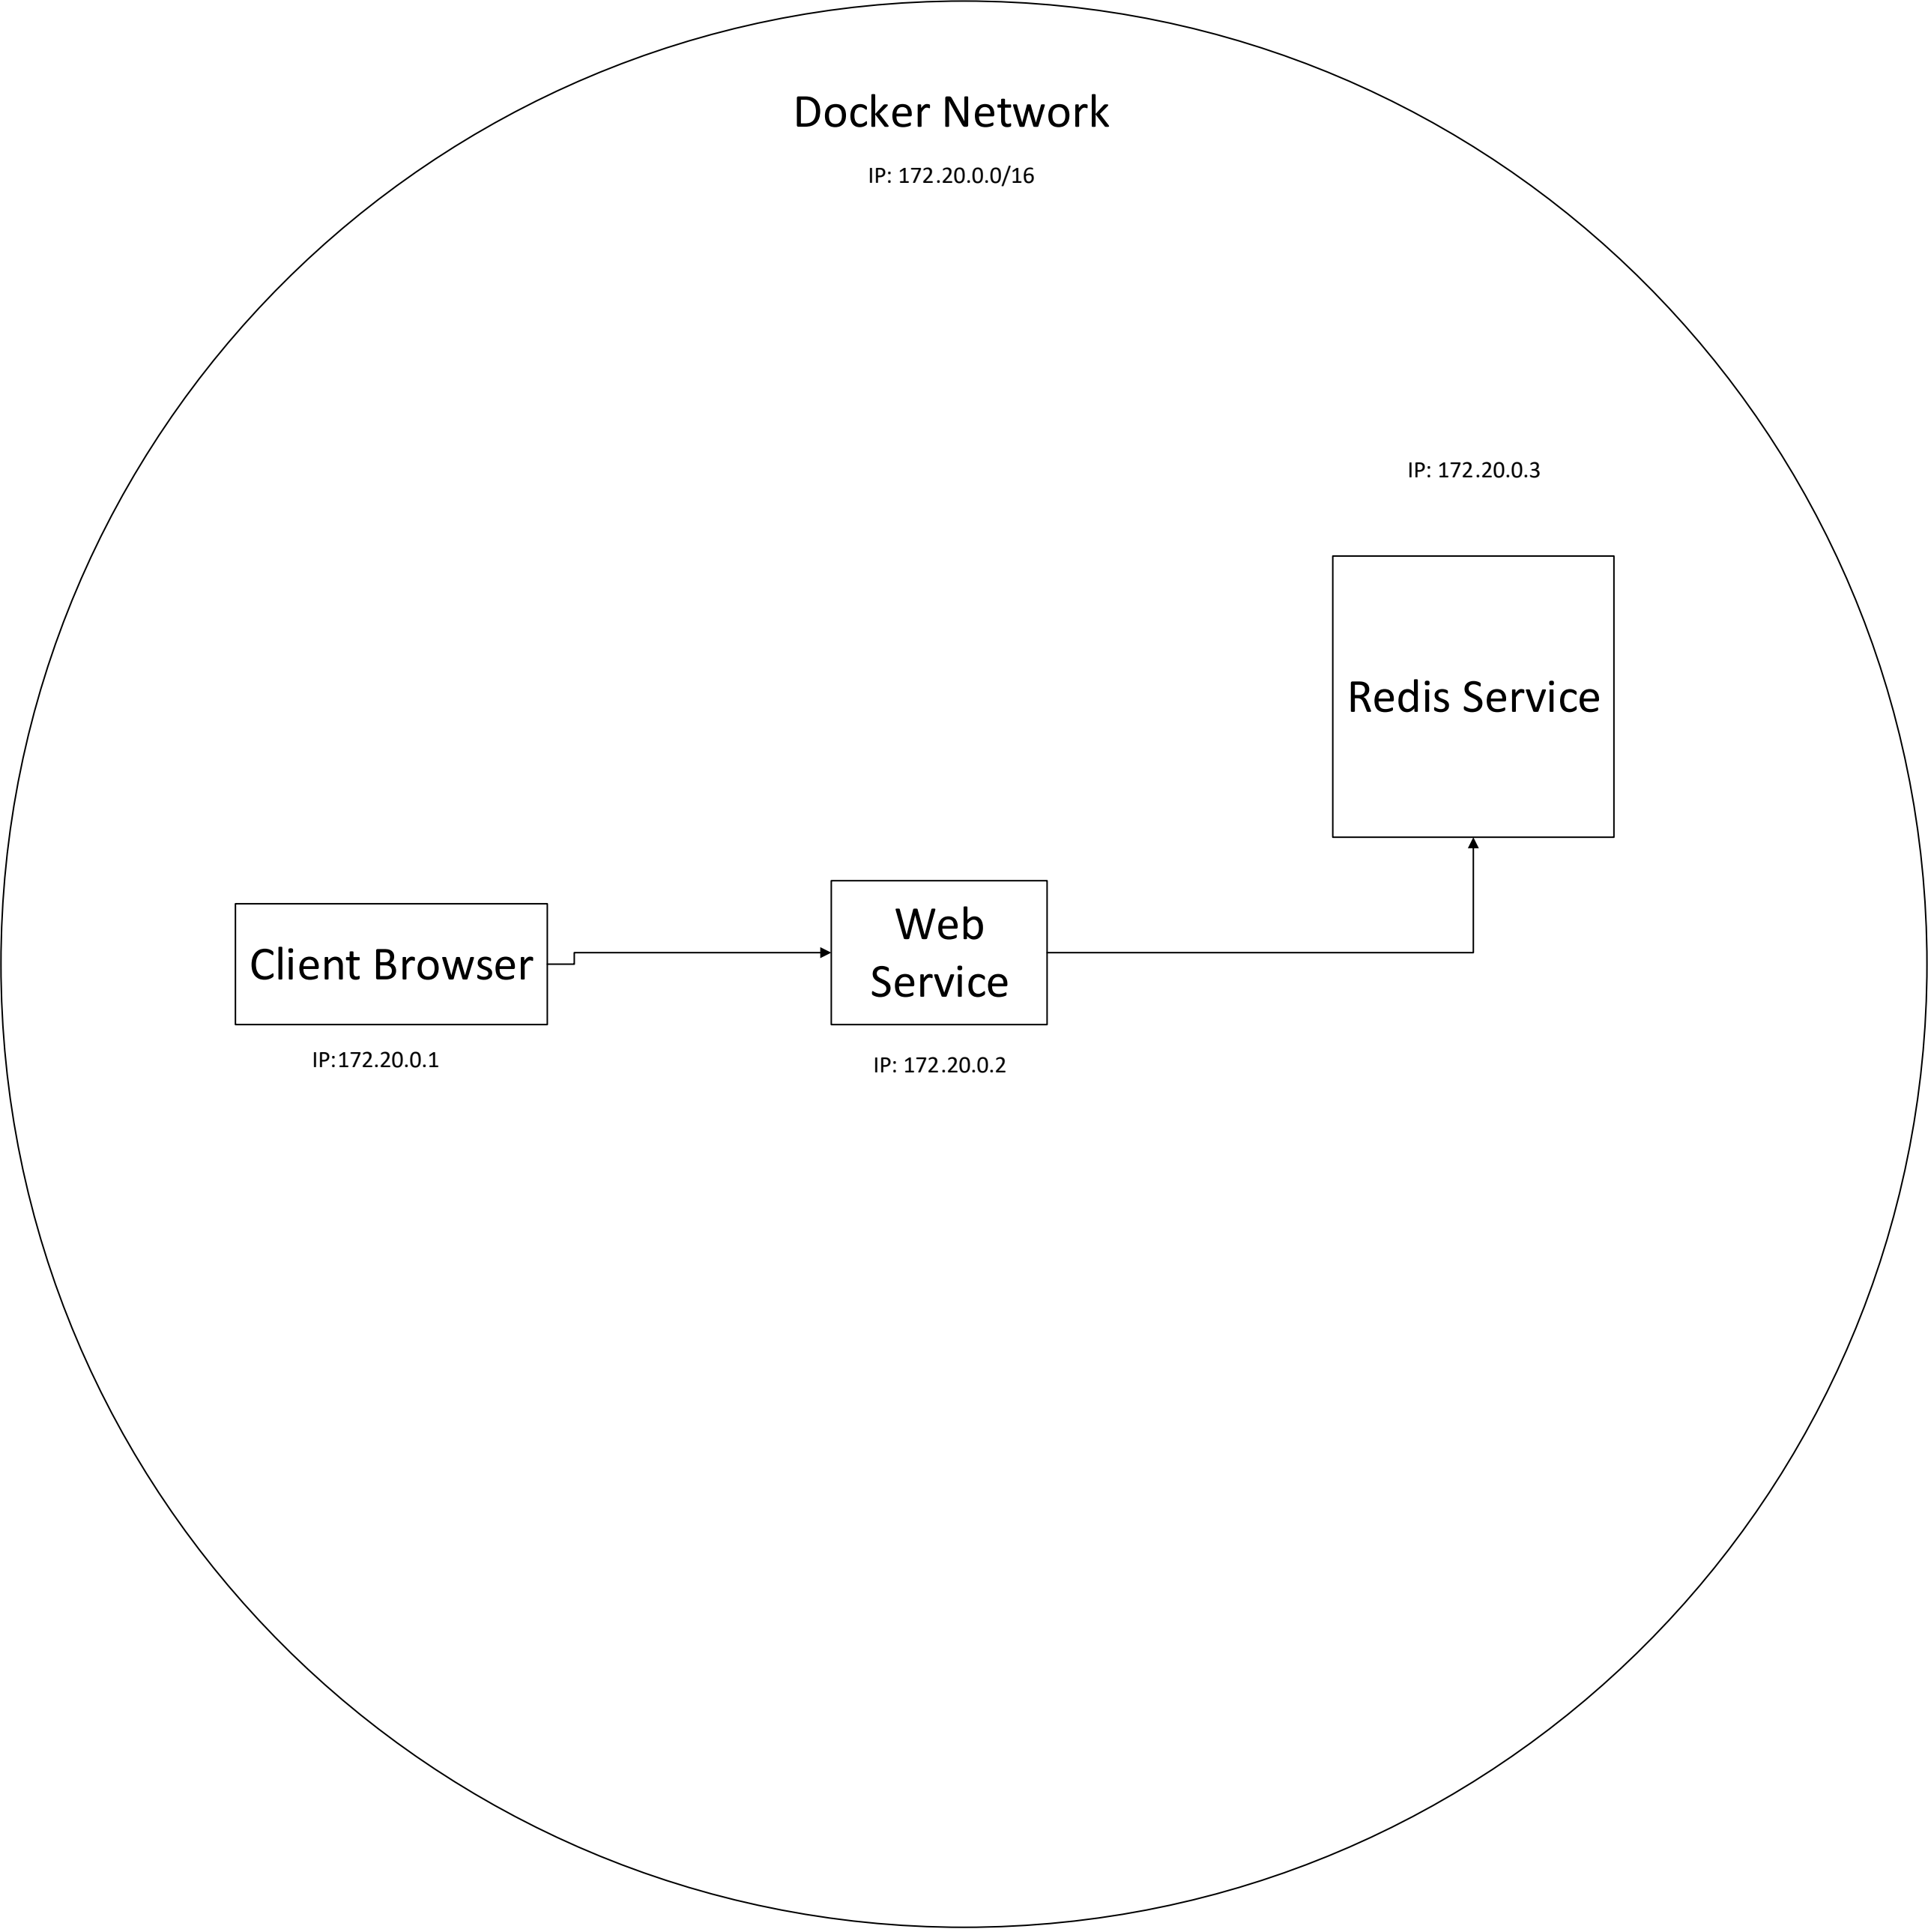 Docker Network
IP: 172.20.0.0/16
IP: 172.20.0.3
Redis Service
Client Browser
Web
Service
IP:172.20.0.1
IP: 172.20.0.2